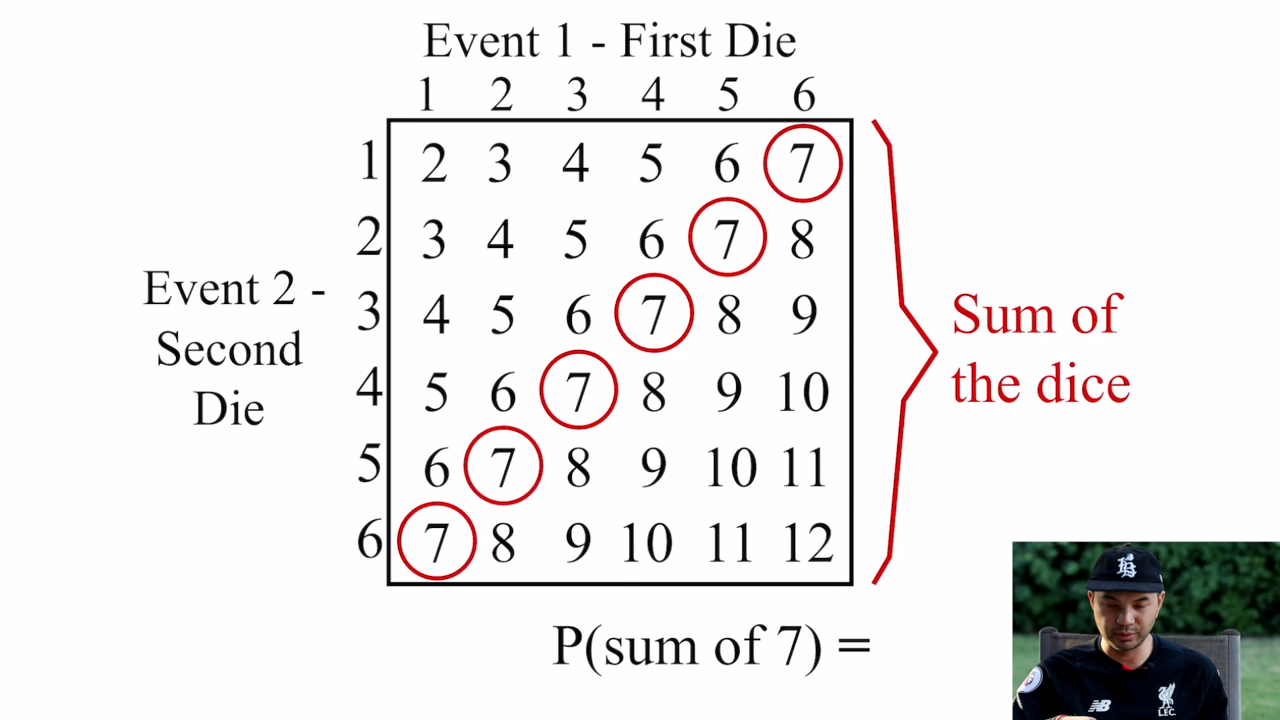 Event 1 - First Die
1 2 3 4 5 6
1 2 3 4 5 6 7
2 3 4 5 6 7 8
Event 2 -
Second
Die
3 4 5 6 7 8 9
4 5 6 7 8 9 10
5 6 7 8 9 10 11
6 7 8 9 10 11 12
Sum of
the dice
P(sum of 7) =
NB
L.F.C.